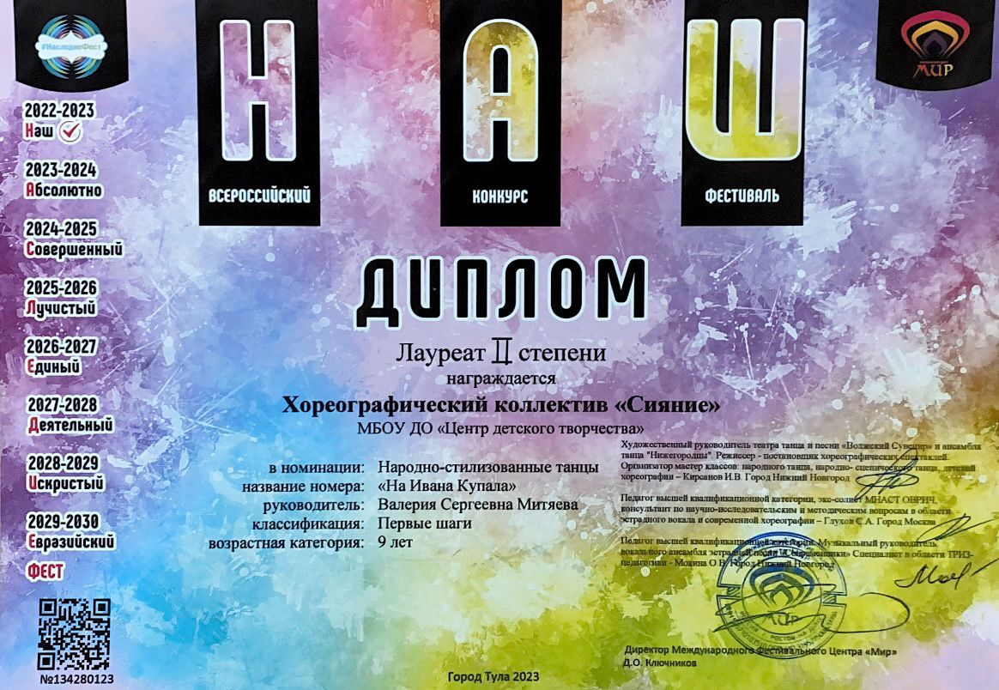 #НаследиеФест
Н А Ш
МИР
ВСЕРОССИЙСКИЙ
КОНКУРС
ФЕСТИВАЛЬ
2022-2023
Наш
2023-2024
Абсолютно
2024-2025
Совершенный
2025-2026
Лучистый
2026-2027
Единый
2027-2028
Деятельный
2028-2029
Искристый
2029-2030
Евразийский
ФЕСТ
№134280123
ДИПЛОМ
Лауреат II степени
награждается
Хореографический коллектив «Сияние»
МБОУ ДО «Центр детского творчества»
в номинации: Народно-стилизованные танцы
название номера: «На Ивана Купала»
руководитель: Валерия Сергеевна Митяева
классификация: Первые шаги
возрастная категория: 9 лет
Художественный руководитель театра танца и песни «Волжский Сувенир» и ансамбля
танца "Нижегородцы". Режиссер - постановщик хореографических спектаклей.
Организатор мастер классов: народного танца, народно- сценического танца, детской
хореографии – Кирсанов И.В. Город Нижний Новгород
Педагог высшей квалификационной категории, экс-солист МНАСТ ОВРИЧ,
консультант по научно-исследовательским и методическим вопросам в области
эстрадного вокала и современной хореографии – Глухов С.А. Город Москва
Педагог высшей квалификационной категории. Музыкальный руководитель
вокального ансамбля эстрадной песни «Современники» Специалист в области ТРИЗ-
педагогики - Мокина О.В. Город Нижний Новгород
МИР
Директор Международного Фестивального Центра «Мир»
Д.О. Ключников
Город Тула 2023